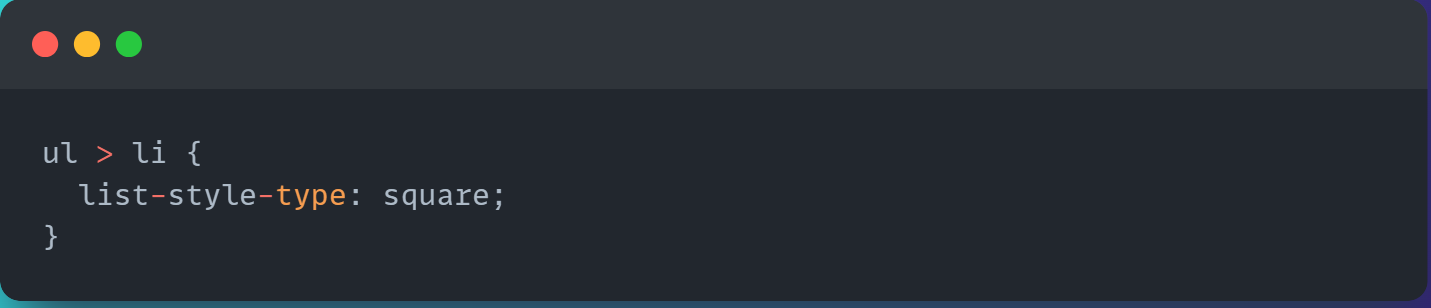 ul > li {
  list-style-type: square;
}